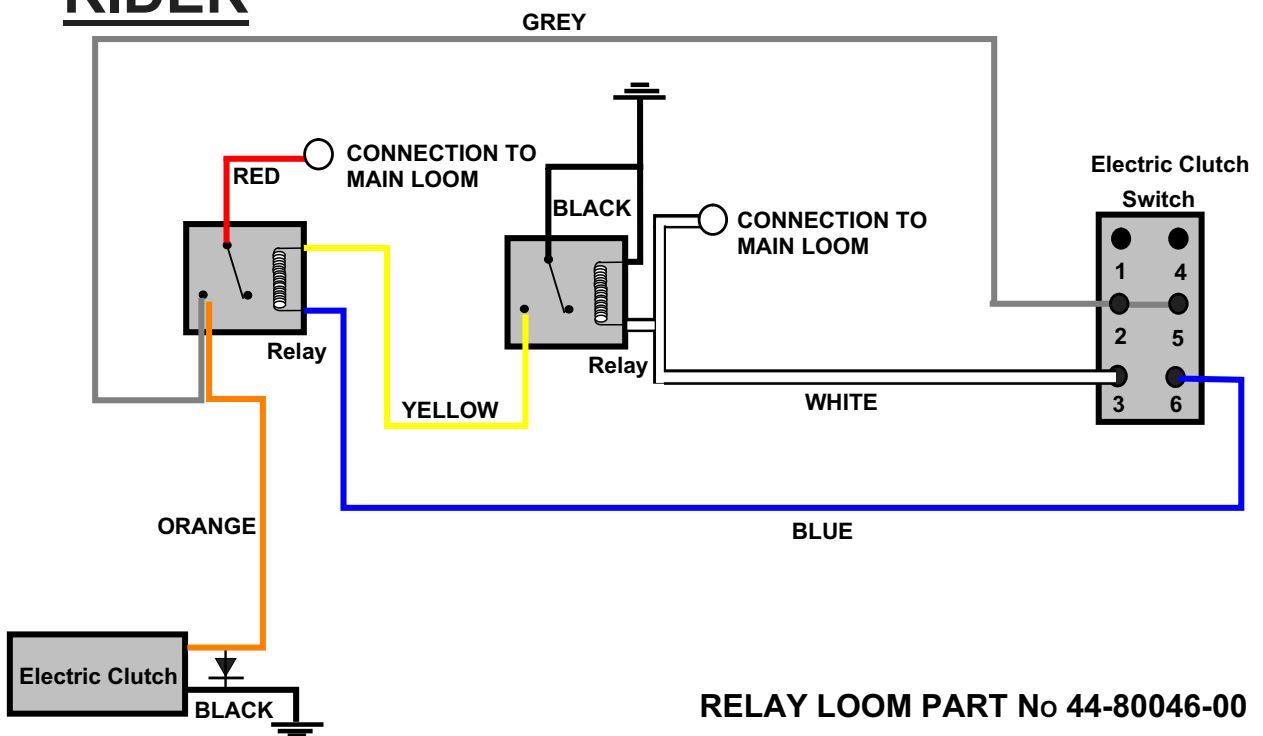 RIDER
GREY
CONNECTION TO
MAIN LOOM
RED
BLACK
CONNECTION TO
MAIN LOOM
Electric Clutch
Switch
1 4
2 5
3 6
Relay
Relay
YELLOW
WHITE
ORANGE
BLUE
Electric Clutch
BLACK
RELAY LOOM PART No 44-80046-00